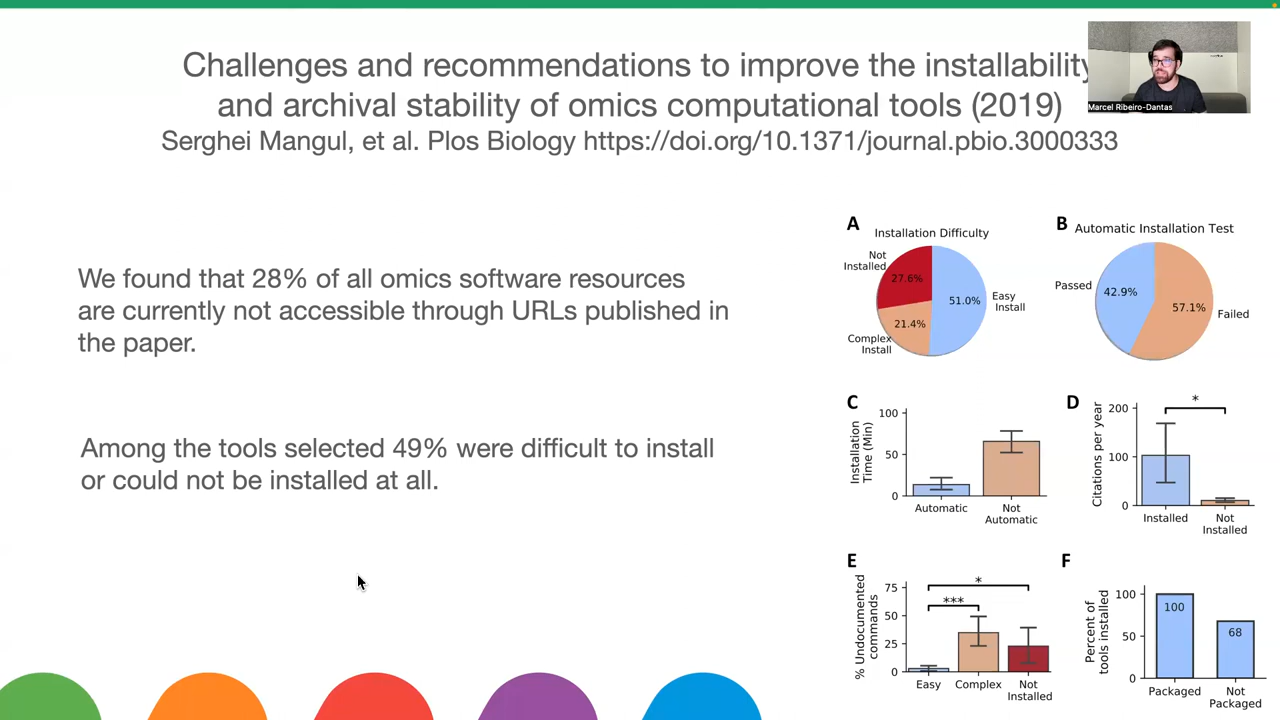 Challenges and recommendations to improve the installability
and archival stability of omics computational tools (2019)
Serghei Mangul, et al. Plos Biology https://doi.org/10.1371/journal.pbio.3000333
Marcel Ribeiro-Dantas
We found that 28% of all omics software resources
are currently not accessible through URLs published in
the paper.
Among the tools selected 49% were difficult to install
or could not be installed at all.
A
Installation Difficulty
Not
Installed
27.6%
51.0%
Easy
Install
21.4%
Complex
Install
B
Automatic Installation Test
Passed
42.9%
57.1%
Failed
C
Installation
Time (Min)
100
50
0
Automatic
Not
Automatic
D
Citations per year
200
100
0
*
Installed
Not
Installed
E
% Undocumented
commands
75
50
25
0
*
***
Easy
Complex
Not
Installed
F
Percent of
tools installed
100
50
0
100
68
Packaged
Not
Packaged